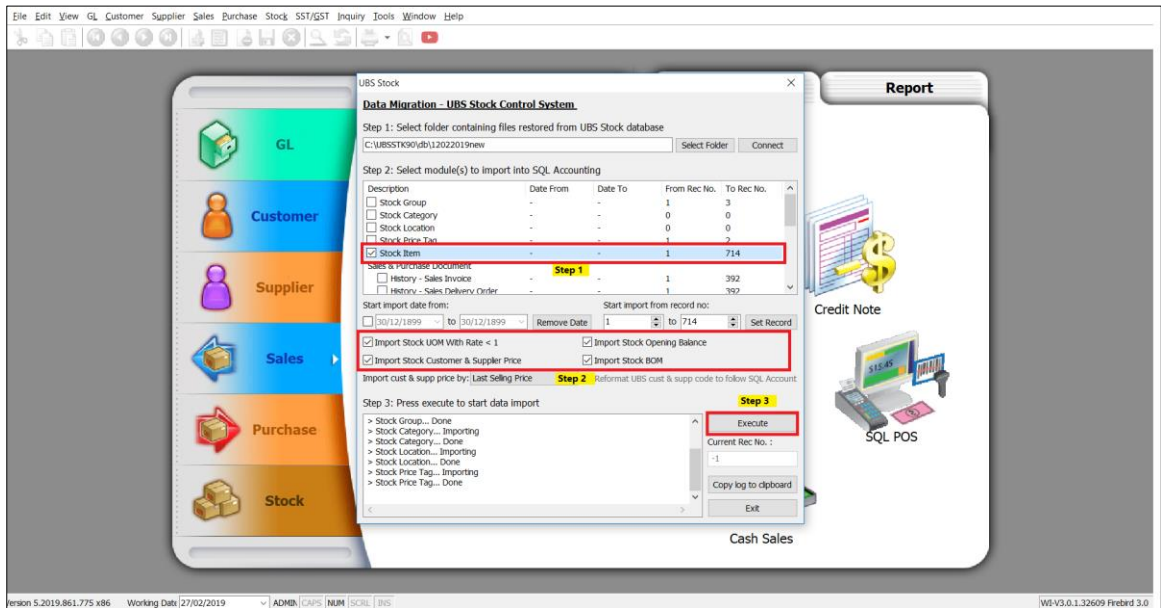 File Edit View GL Customer Supplier Sales Purchase Stock SST/GST Inquiry Tools Window Help
UBS Stock
Report
Data Migration - UBS Stock Control System
Step 1: Select folder containing files restored from UBS Stock database
C:\UBSSTK90\db\12022019new Select Folder Connect
GL
Step 2: Select module(s) to import into SQL Accounting
Description Date From Date To From Rec No. To Rec No.
Stock Group - - 1 3
Stock Category - - 0 0
Customer
Stock Location - - 0 0
Stock Price Tag - - 1 2
Stock Item - - 1 714
Sales & Purchase Document
Step 1
History - Sales Invoice - - 1 392
Supplier
History - Sales Delivery Order - - 1 392
Start import date from: Start import from record no:
Credit Note
30/12/1899 to 30/12/1899 Remove Date 1 to 714 Set Record
Import Stock UOM With Rate < 1 Import Stock Opening Balance
Sales
Import Stock Customer & Suppler Price Import Stock BOM
$15.45
Import cust & supp price by: Last Selling Price Step 2 Reformat UBS cust & supp code to follow SQL Account
Step 3: Press execute to start data import
Step 3
> Stock Group... Done
Execute
> Stock Category... Importing
Purchase
> Stock Category... Done
SQL POS
> Stock Location... Importing
Current Rec No. :
> Stock Location... Done
-1
> Stock Price Tag... Importing
> Stock Price Tag... Done
Copy log to clipboard
Stock
Exit
Cash Sales
Version 5.2019.861.775 x86 Working Date 27/02/2019 ADMIN CAPS NUM SCRL INS WI-V3.0.1.32609 Firebird 3.0